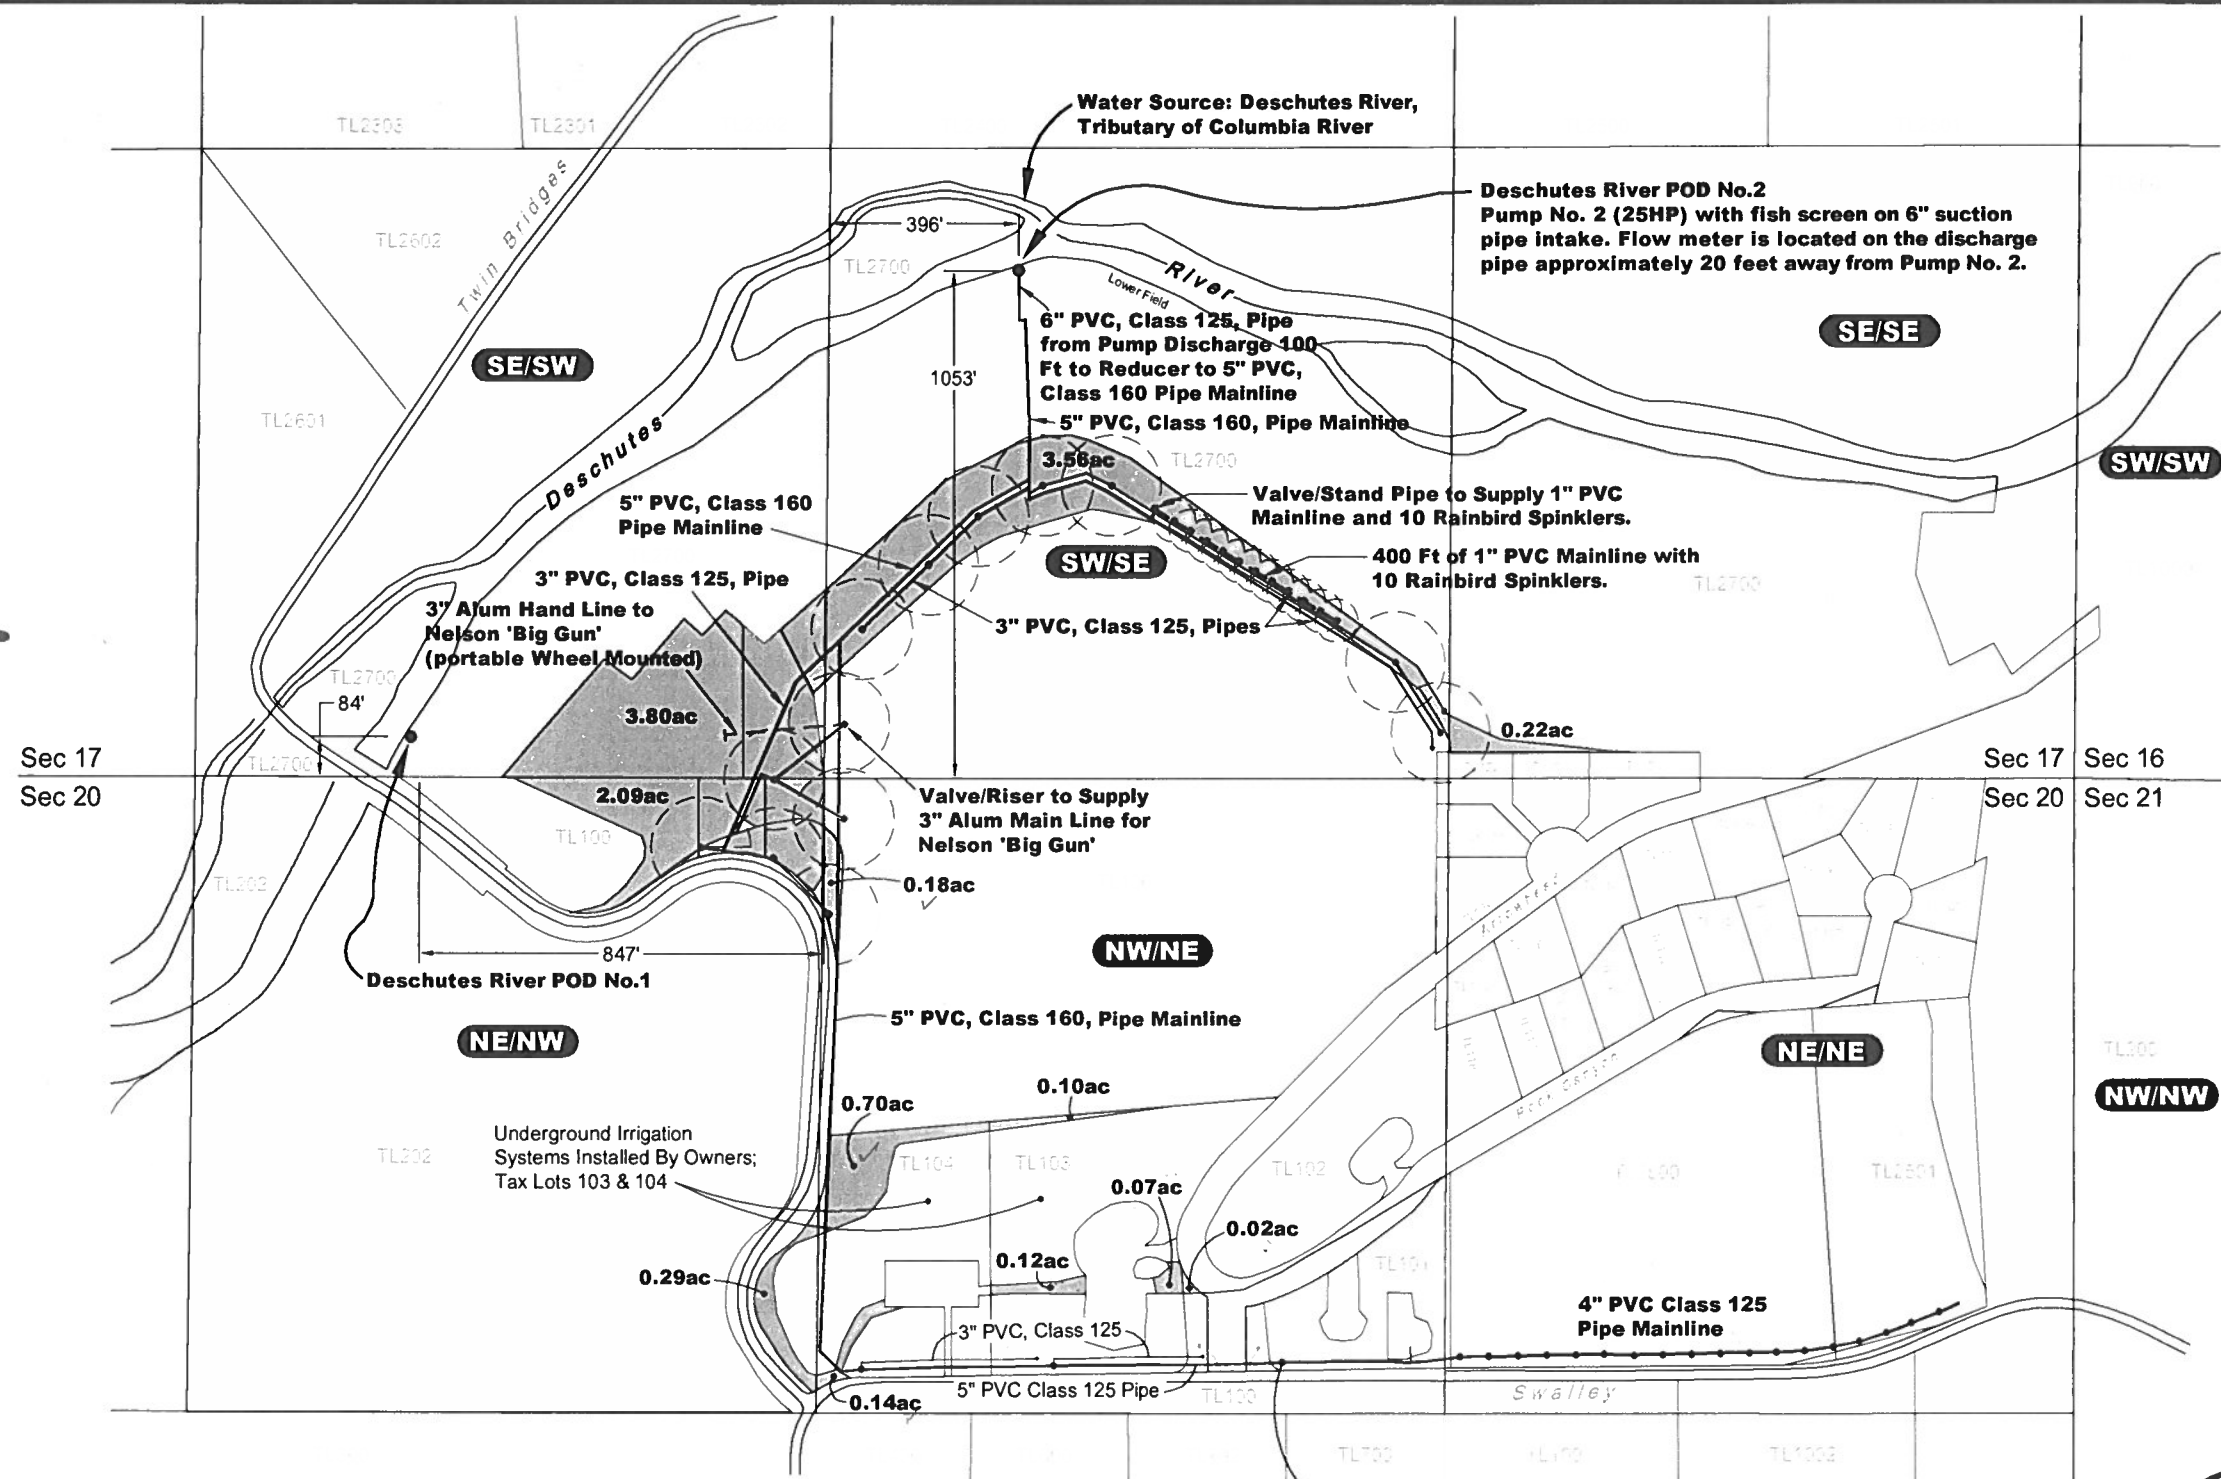 TL2303
TL2301
Twin Bridges
TL2602
TL2601
SE/SW
Water Source: Deschutes River,
Tributary of Columbia River
Deschutes River POD No.2
Pump No. 2 (25HP) with fish screen on 6" suction
pipe intake. Flow meter is located on the discharge
pipe approximately 20 feet away from Pump No. 2.
396'
TL2700
River
Lower Field
SE/SE
6" PVC, Class 125, Pipe
from Pump Discharge 100
Ft to Reducer to 5" PVC,
Class 160 Pipe Mainline
1053'
5" PVC, Class 160, Pipe Mainline
Deschutes
3.56ac
TL2700
SW/SW
5" PVC, Class 160
Pipe Mainline
Valve/Stand Pipe to Supply 1" PVC
Mainline and 10 Rainbird Spinklers.
SW/SE
400 Ft of 1" PVC Mainline with
10 Rainbird Spinklers.
TL2700
3" PVC, Class 125, Pipe
3" Alum Hand Line to
Nelson 'Big Gun'
(portable Wheel Mounted)
3" PVC, Class 125, Pipes
TL2700
84'
3.80ac
0.22ac
Sec 17
Sec 20
TL2700
Sec 17
Sec 16
Sec 20
Sec 21
2.09ac
TL100
Valve/Riser to Supply
3" Alum Main Line for
Nelson 'Big Gun'
TL202
0.18ac
847'
NW/NE
Deschutes River POD No.1
5" PVC, Class 160, Pipe Mainline
NE/NW
NE/NE
NW/NW
0.10ac
0.70ac
Underground Irrigation
Systems Installed By Owners;
Tax Lots 103 & 104
TL202
TL104
TL103
TL102
TL2501
0.07ac
0.02ac
0.12ac
0.29ac
TL101
3" PVC, Class 125
4" PVC Class 125
Pipe Mainline
5" PVC Class 125 Pipe
0.14ac
TL100
Swalley
TL700